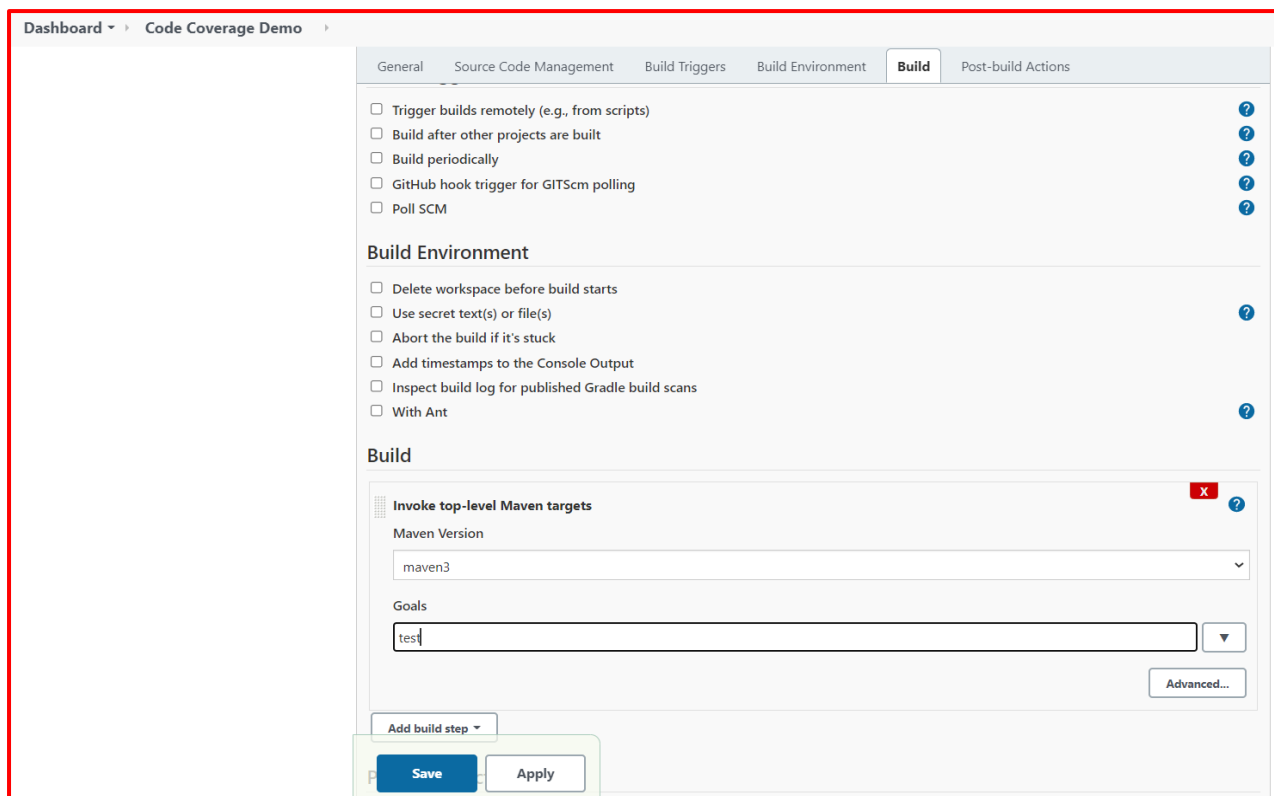 Dashboard Code Coverage Demo
General Source Code Management Build Triggers Build Environment Build Post-build Actions
Trigger builds remotely (e.g., from scripts) ?
Build after other projects are built ?
Build periodically ?
GitHub hook trigger for GITScm polling ?
Poll SCM ?
Build Environment
Delete workspace before build starts
Use secret text(s) or file(s) ?
Abort the build if it's stuck
Add timestamps to the Console Output
Inspect build log for published Gradle build scans
With Ant ?
Build
X
Invoke top-level Maven targets ?
Maven Version
maven3
Goals
test
Advanced...
Add build step
Save Apply